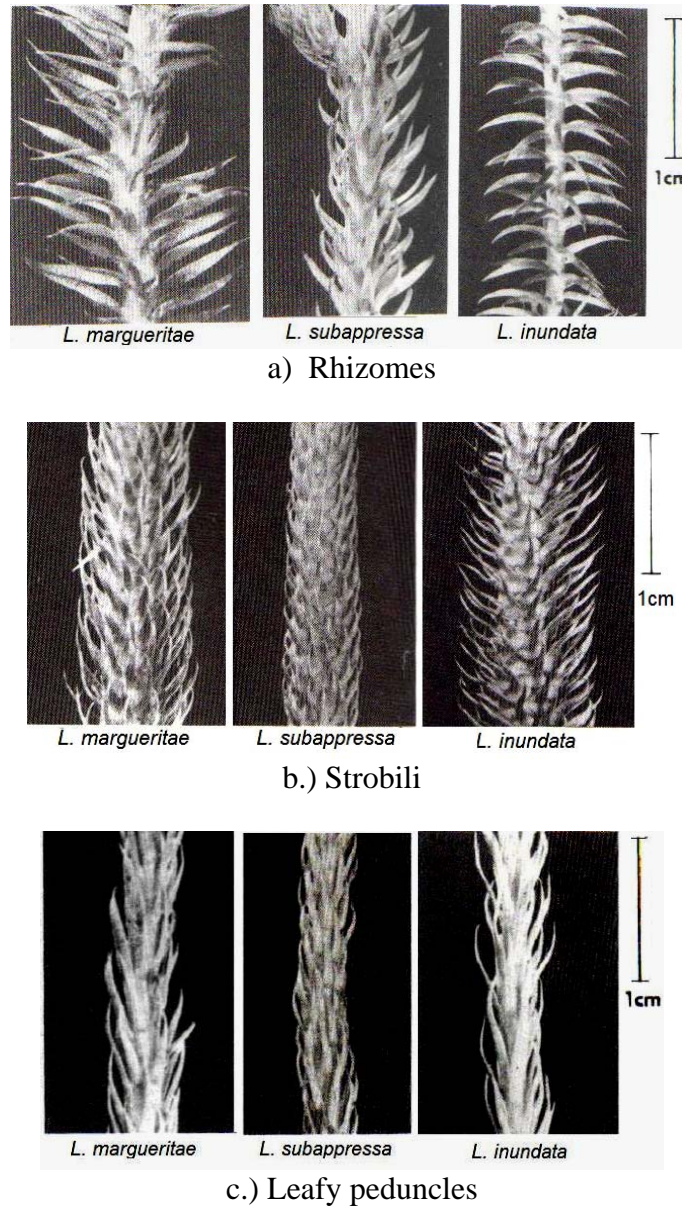 1cm
L. margueritae L. subappressa L. inundata
a) Rhizomes
1cm
L. margueritae L. subappressa L. inundata
b.) Strobili
1cm
L. margueritae L. subappressa L. inundata
c.) Leafy peduncles